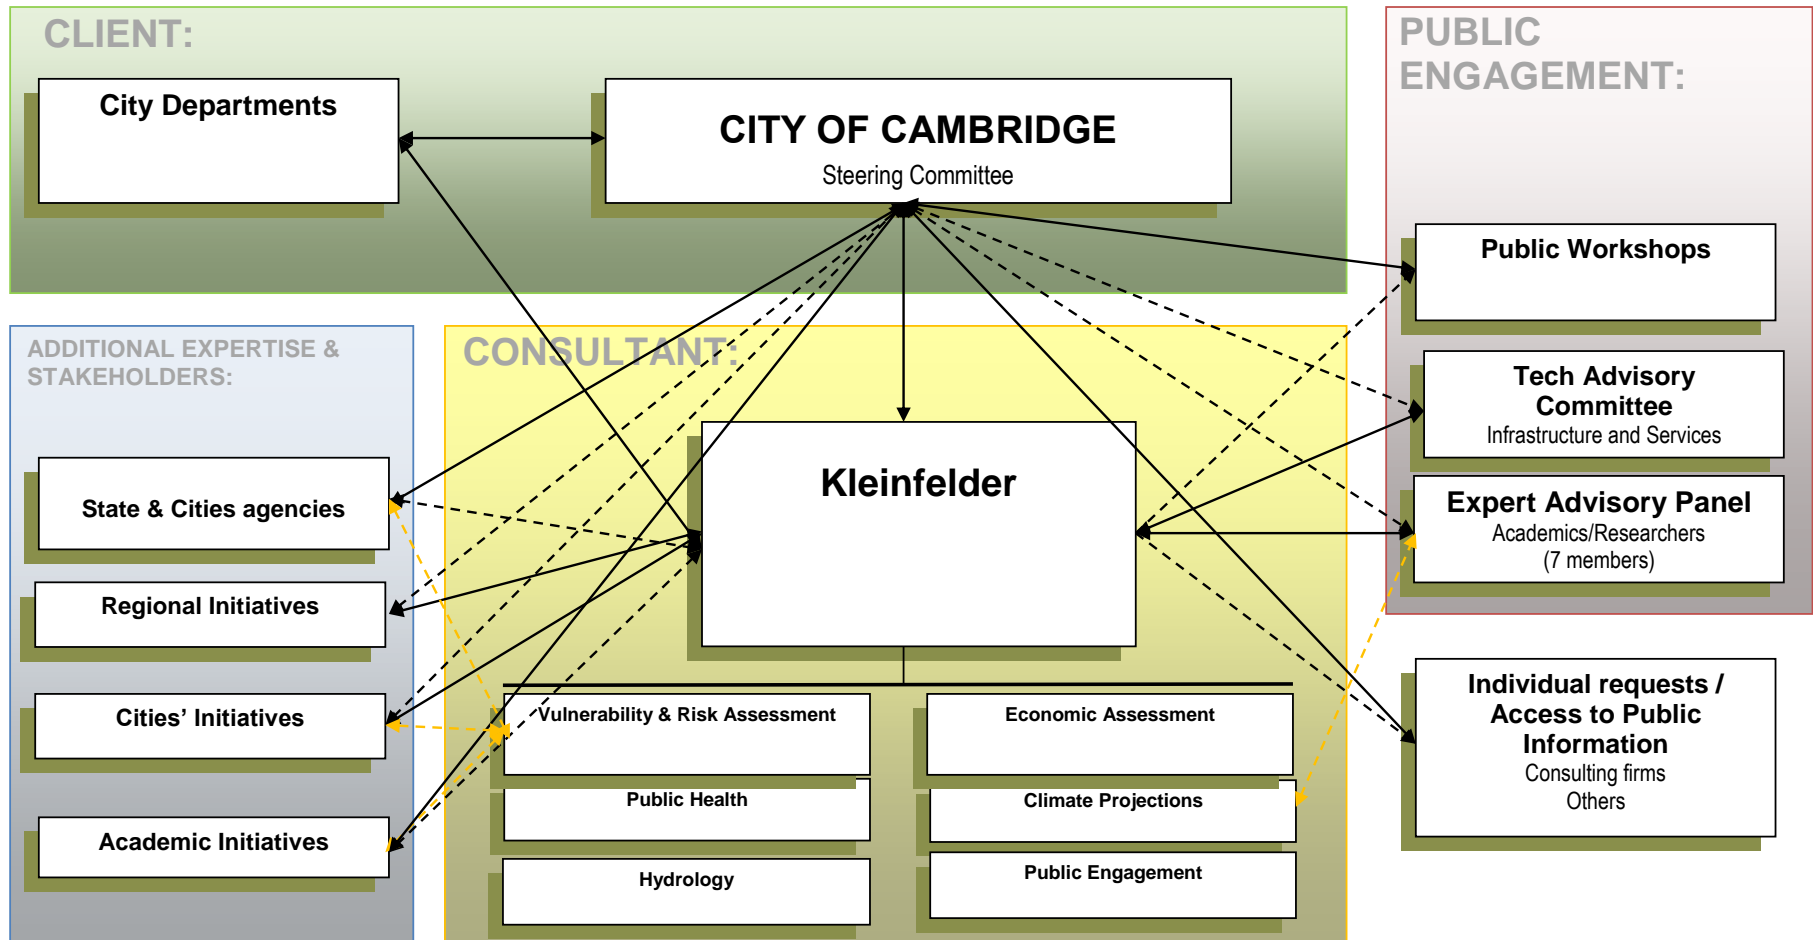 CLIENT:
City Departments
CITY OF CAMBRIDGE
Steering Committee
PUBLIC
ENGAGEMENT:
Public Workshops
Tech Advisory
Committee
Infrastructure and Services
Expert Advisory Panel
Academics/Researchers
(7 members)
Individual requests /
Access to Public
Information
Consulting firms
Others
ADDITIONAL EXPERTISE &
STAKEHOLDERS:
State & Cities agencies
Regional Initiatives
Cities’ Initiatives
Academic Initiatives
CONSULTANT:
Kleinfelder
Vulnerability & Risk Assessment
Economic Assessment
Public Health
Climate Projections
Hydrology
Public Engagement